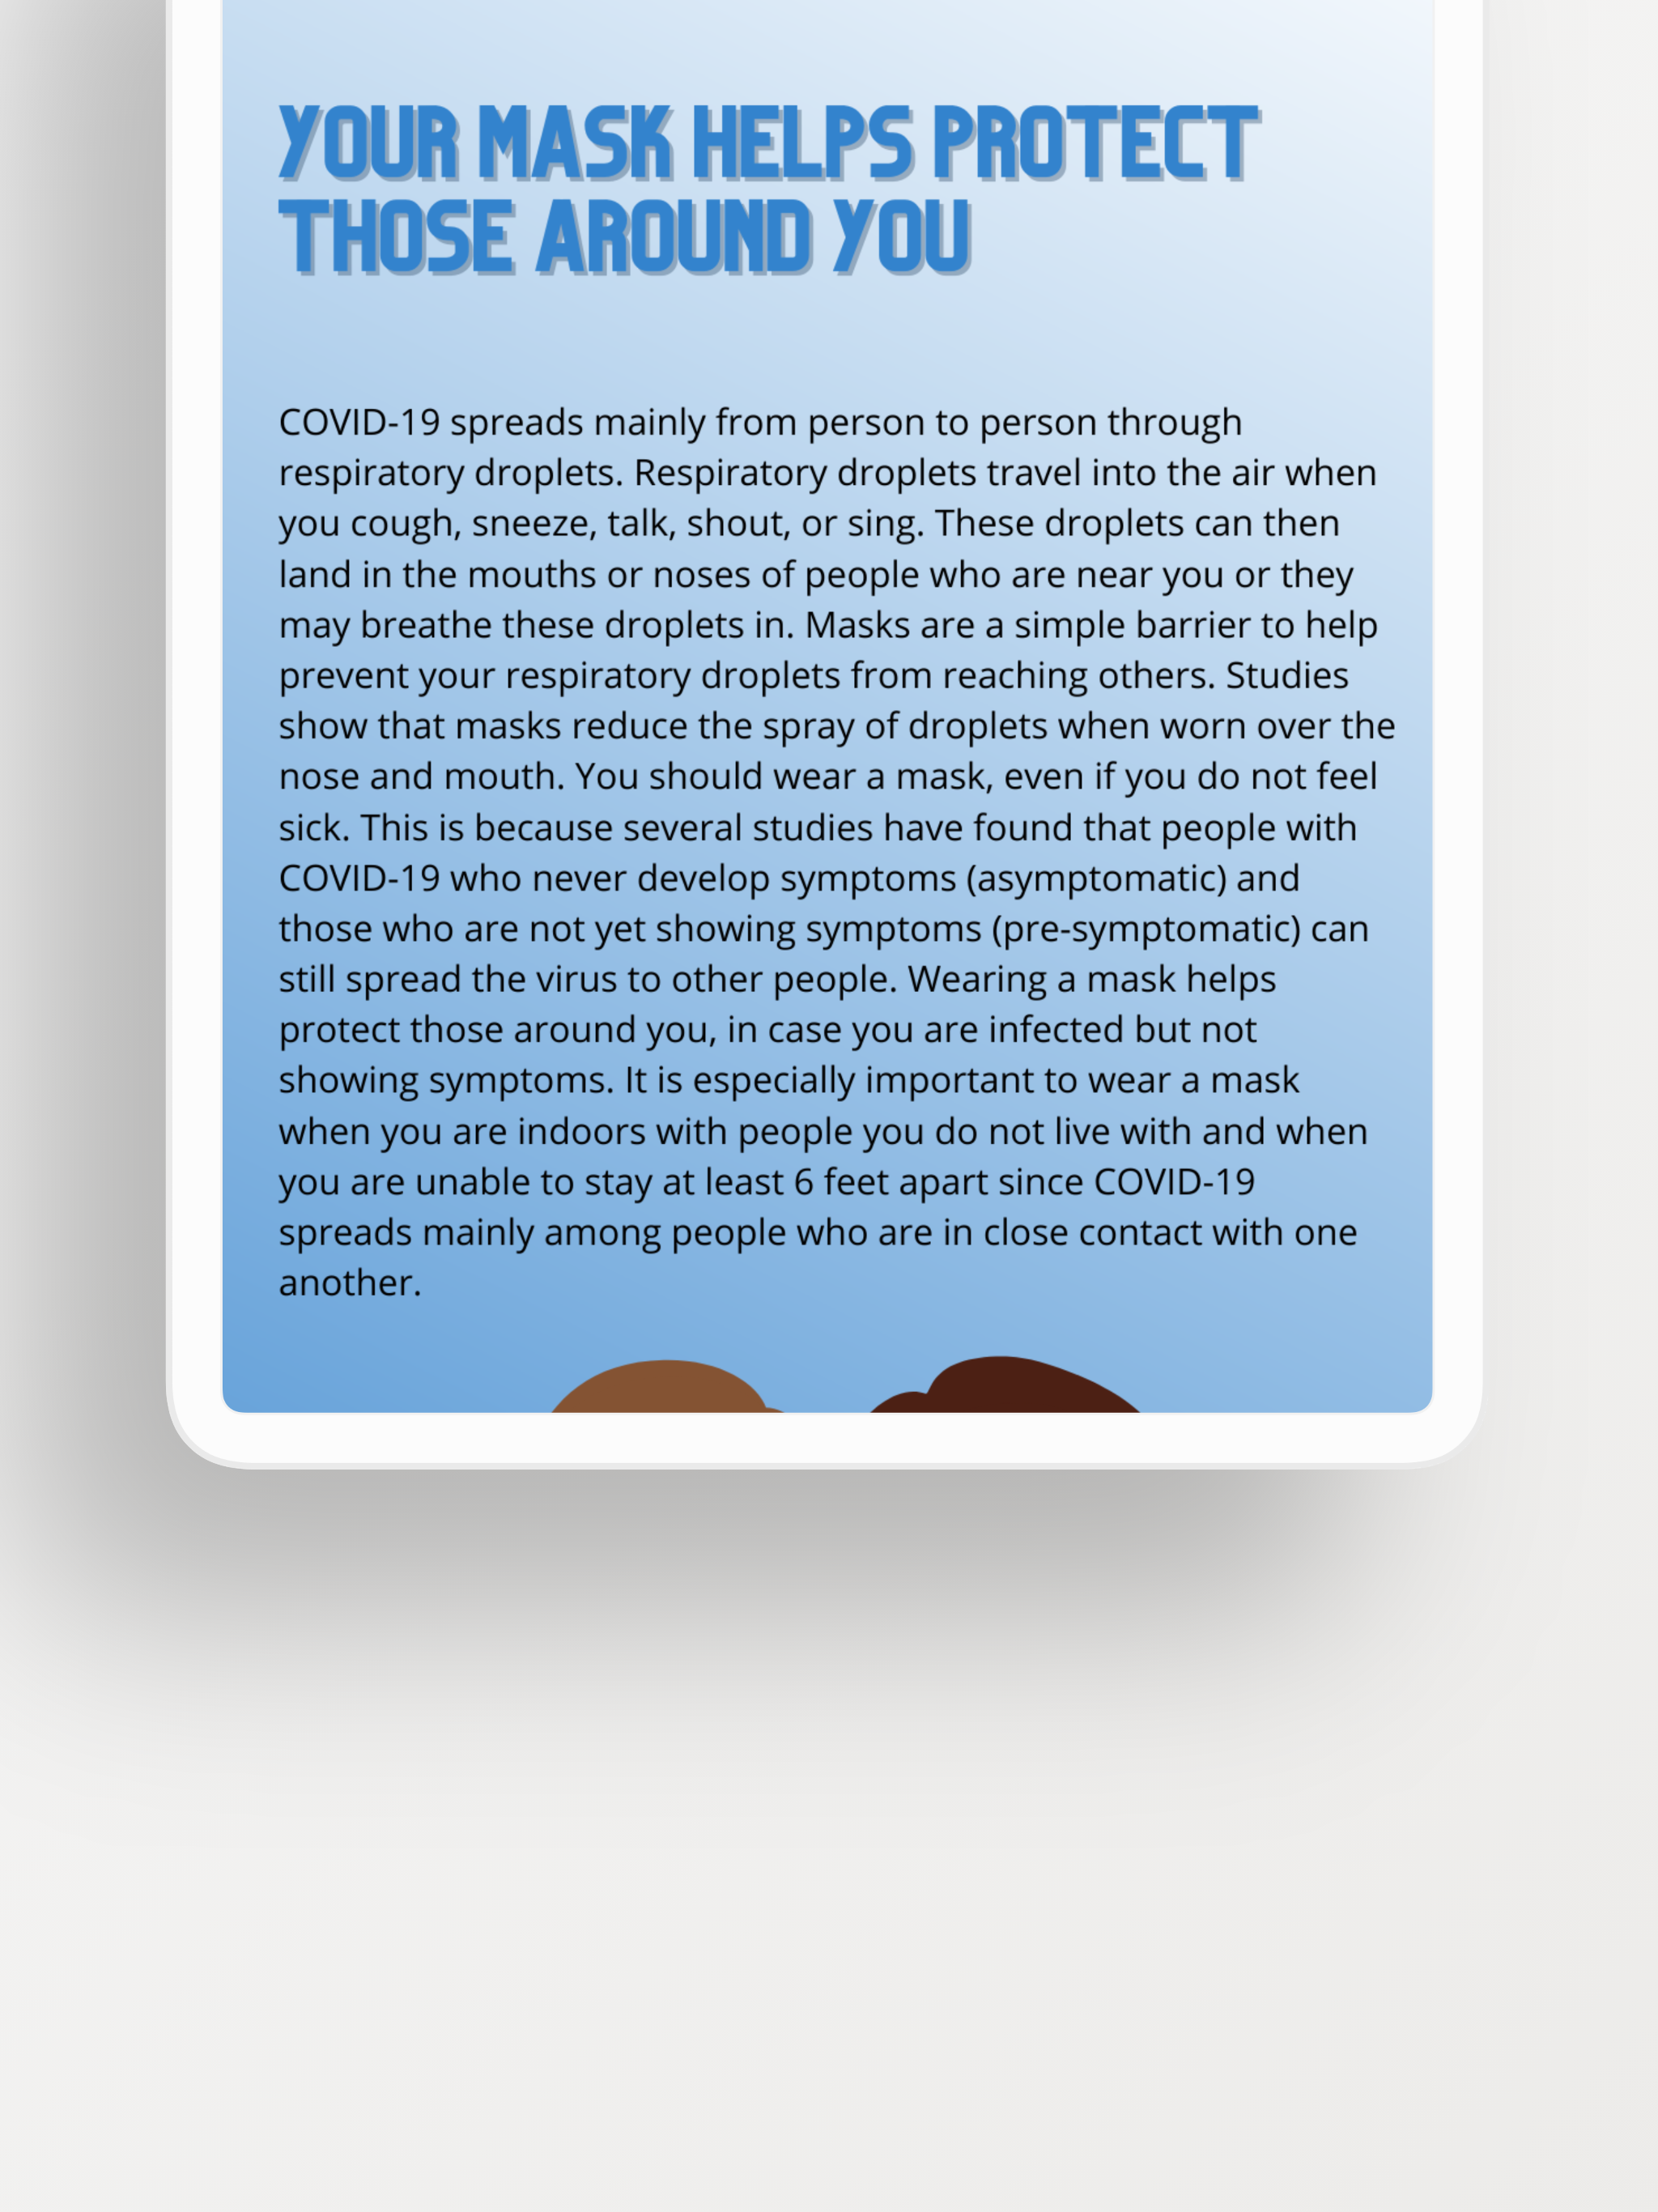 YOUR MASK HELPS PROTECT
THOSE AROUND YOU
COVID-19 spreads mainly from person to person through
respiratory droplets. Respiratory droplets travel into the air when
you cough, sneeze, talk, shout, or sing. These droplets can then
land in the mouths or noses of people who are near you or they
may breathe these droplets in. Masks are a simple barrier to help
prevent your respiratory droplets from reaching others. Studies
show that masks reduce the spray of droplets when worn over the
nose and mouth. You should wear a mask, even if you do not feel
sick. This is because several studies have found that people with
COVID-19 who never develop symptoms (asymptomatic) and
those who are not yet showing symptoms (pre-symptomatic) can
still spread the virus to other people. Wearing a mask helps
protect those around you, in case you are infected but not
showing symptoms. It is especially important to wear a mask
when you are indoors with people you do not live with and when
you are unable to stay at least 6 feet apart since COVID-19
spreads mainly among people who are in close contact with one
another.